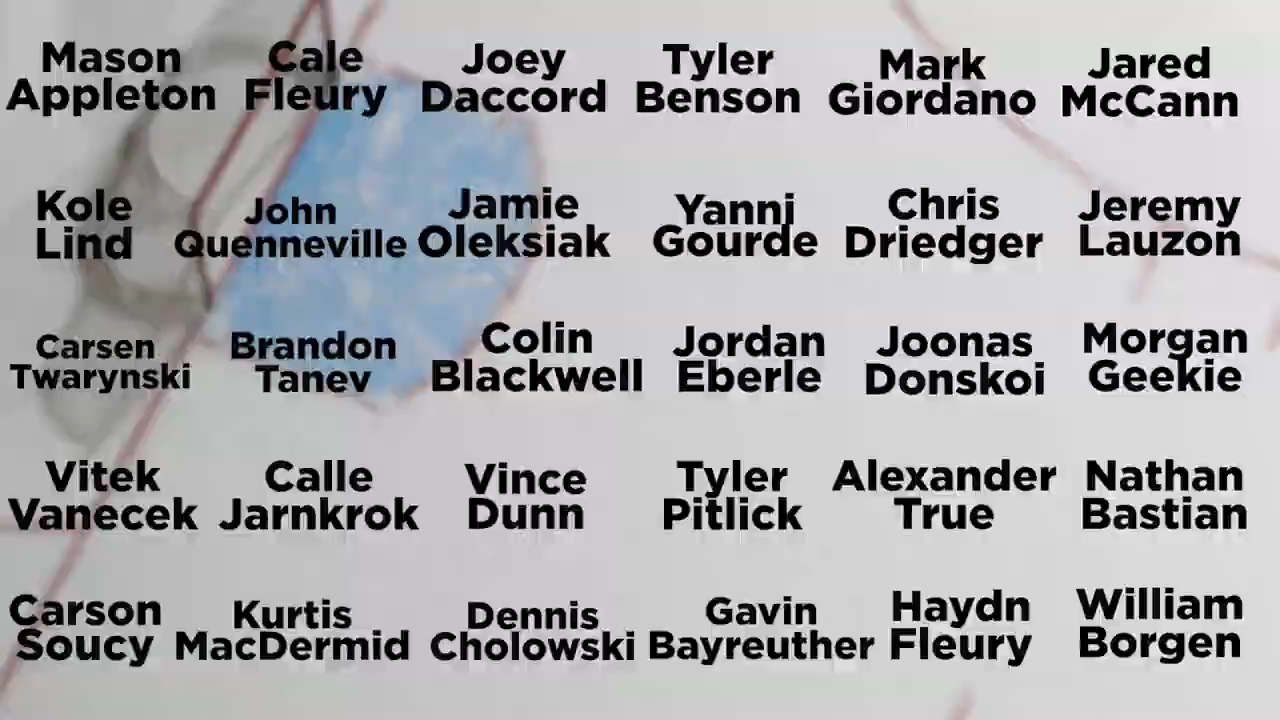 Mason
Appleton
Cale
Fleury
Joey
Daccord
Tyler
Benson
Mark
Giordano
Jared
McCann
Kole
Lind
John
Quenneville
Jamie
Oleksiak
Yanni
Gourde
Chris
Driedger
Jeremy
Lauzon
Carsen
Twarynski
Brandon
Tanev
Colin
Blackwell
Jordan
Eberle
Joonas
Donskoi
Morgan
Geekie
Vitek
Vanecek
Calle
Jarnkrok
Vince
Dunn
Tyler
Pitlick
Alexander
True
Nathan
Bastian
Carson
Soucy
Kurtis
MacDermid
Dennis
Cholowski
Gavin
Bayreuther
Haydn
Fleury
William
Borgen